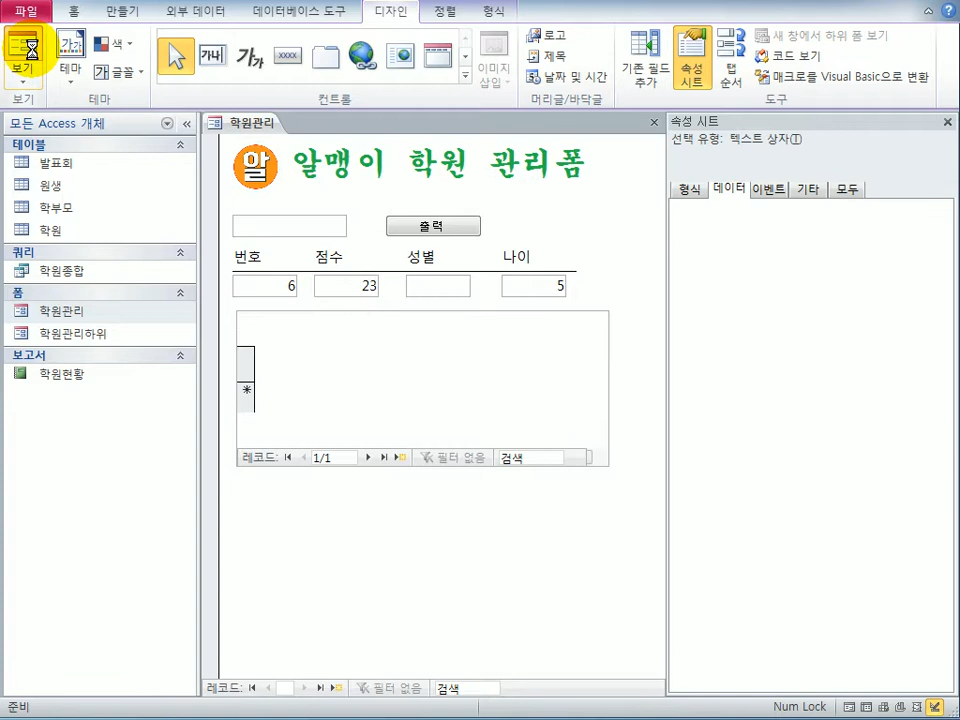 파일 홈 만들기 외부 데이터 데이터베이스 도구 디자인 정렬 형식
보기
보기
가가
테마
색
가 글꼴
테마
가나
가가
xxxx
컨트롤
이미지
삽입
로고
제목
날짜 및 시간
머리글/바닥글
기존 필드
추가
속성
시트
탭
순서
새 창에서 하위 폼 보기
코드 보기
매크로를 Visual Basic으로 변환
도구
모든 Access 개체
테이블
발표회
원생
학부모
학원
쿼리
학원종합
폼
학원관리
학원관리하위
보고서
학원현황
학원관리
알 알맹이 학원 관리폼
출력
번호 점수 성별 나이
6 23 5
*
레코드: 1/1 필터 없음 검색
레코드: 필터 없음 검색
속성 시트
선택 유형: 텍스트 상자(T)
형식 데이터 이벤트 기타 모두
준비
Num Lock